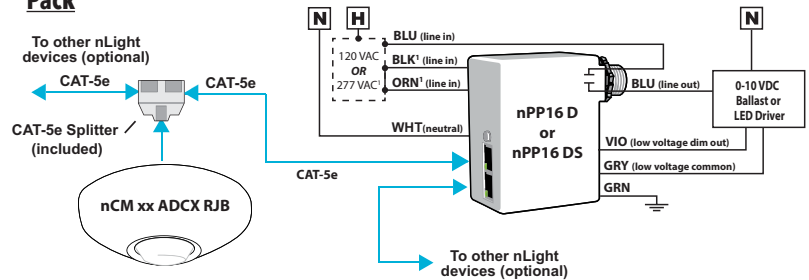 Pack
N
H
N
To other nLight
devices (optional)
CAT-5e
CAT-5e
CAT-5e Splitter
(included)
nCM xx ADCX RJB
CAT-5e
120 VAC
OR
277 VAC¹
BLU (line in)
BLK¹ (line in)
ORN¹ (line in)
WHT(neutral)
nPP16 D
or
nPP16 DS
BLU (line out)
0-10 VDC
Ballast or
LED Driver
VIO (low voltage dim out)
GRY (low voltage common)
GRN
To other nLight
devices (optional)